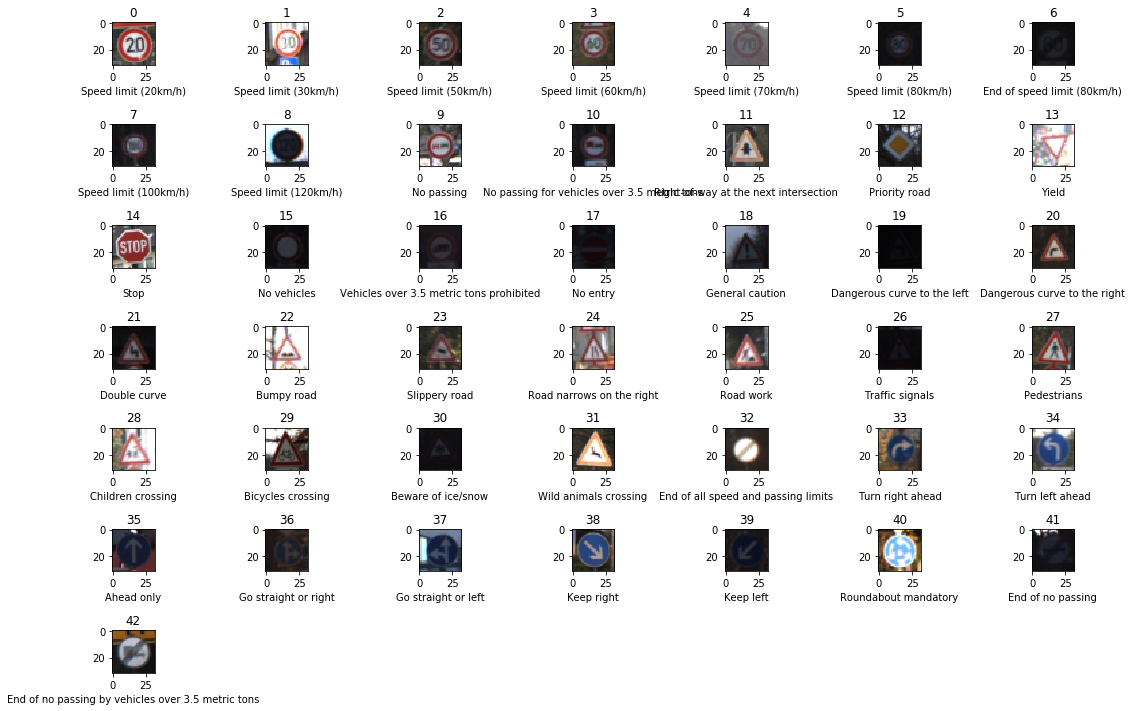 0 1 2 3 4 5 6
0 20 0 30 0 50 0 60 0 70 0 80 0
20 20 20 20 20 20 20
0 25 0 25 0 25 0 25 0 25 0 25 0 25
Speed limit (20km/h) Speed limit (30km/h) Speed limit (50km/h) Speed limit (60km/h) Speed limit (70km/h) Speed limit (80km/h) End of speed limit (80km/h)
7 8 9 10 11 12 13
0 0 0 0 0 0 0
20 20 20 20 20 20 20
0 25 0 25 0 25 0 25 0 25 0 25 0 25
Speed limit (100km/h) Speed limit (120km/h) No passing No passing for vehicles over 3.5 metric tons Right-of-way at the next intersection Priority road Yield
14 15 16 17 18 19 20
0 STOP 0 0 0 0 0 0
20 20 20 20 20 20 20
0 25 0 25 0 25 0 25 0 25 0 25 0 25
Stop No vehicles Vehicles over 3.5 metric tons prohibited No entry General caution Dangerous curve to the left Dangerous curve to the right
21 22 23 24 25 26 27
0 0 0 0 0 0 0
20 20 20 20 20 20 20
0 25 0 25 0 25 0 25 0 25 0 25 0 25
Double curve Bumpy road Slippery road Road narrows on the right Road work Traffic signals Pedestrians
28 29 30 31 32 33 34
0 0 0 0 0 0 0
20 20 20 20 20 20 20
0 25 0 25 0 25 0 25 0 25 0 25 0 25
Children crossing Bicycles crossing Beware of ice/snow Wild animals crossing End of all speed and passing limits Turn right ahead Turn left ahead
35 36 37 38 39 40 41
0 0 0 0 0 0 0
20 20 20 20 20 20 20
0 25 0 25 0 25 0 25 0 25 0 25 0 25
Ahead only Go straight or right Go straight or left Keep right Keep left Roundabout mandatory End of no passing
42
0
20
0 25
End of no passing by vehicles over 3.5 metric tons